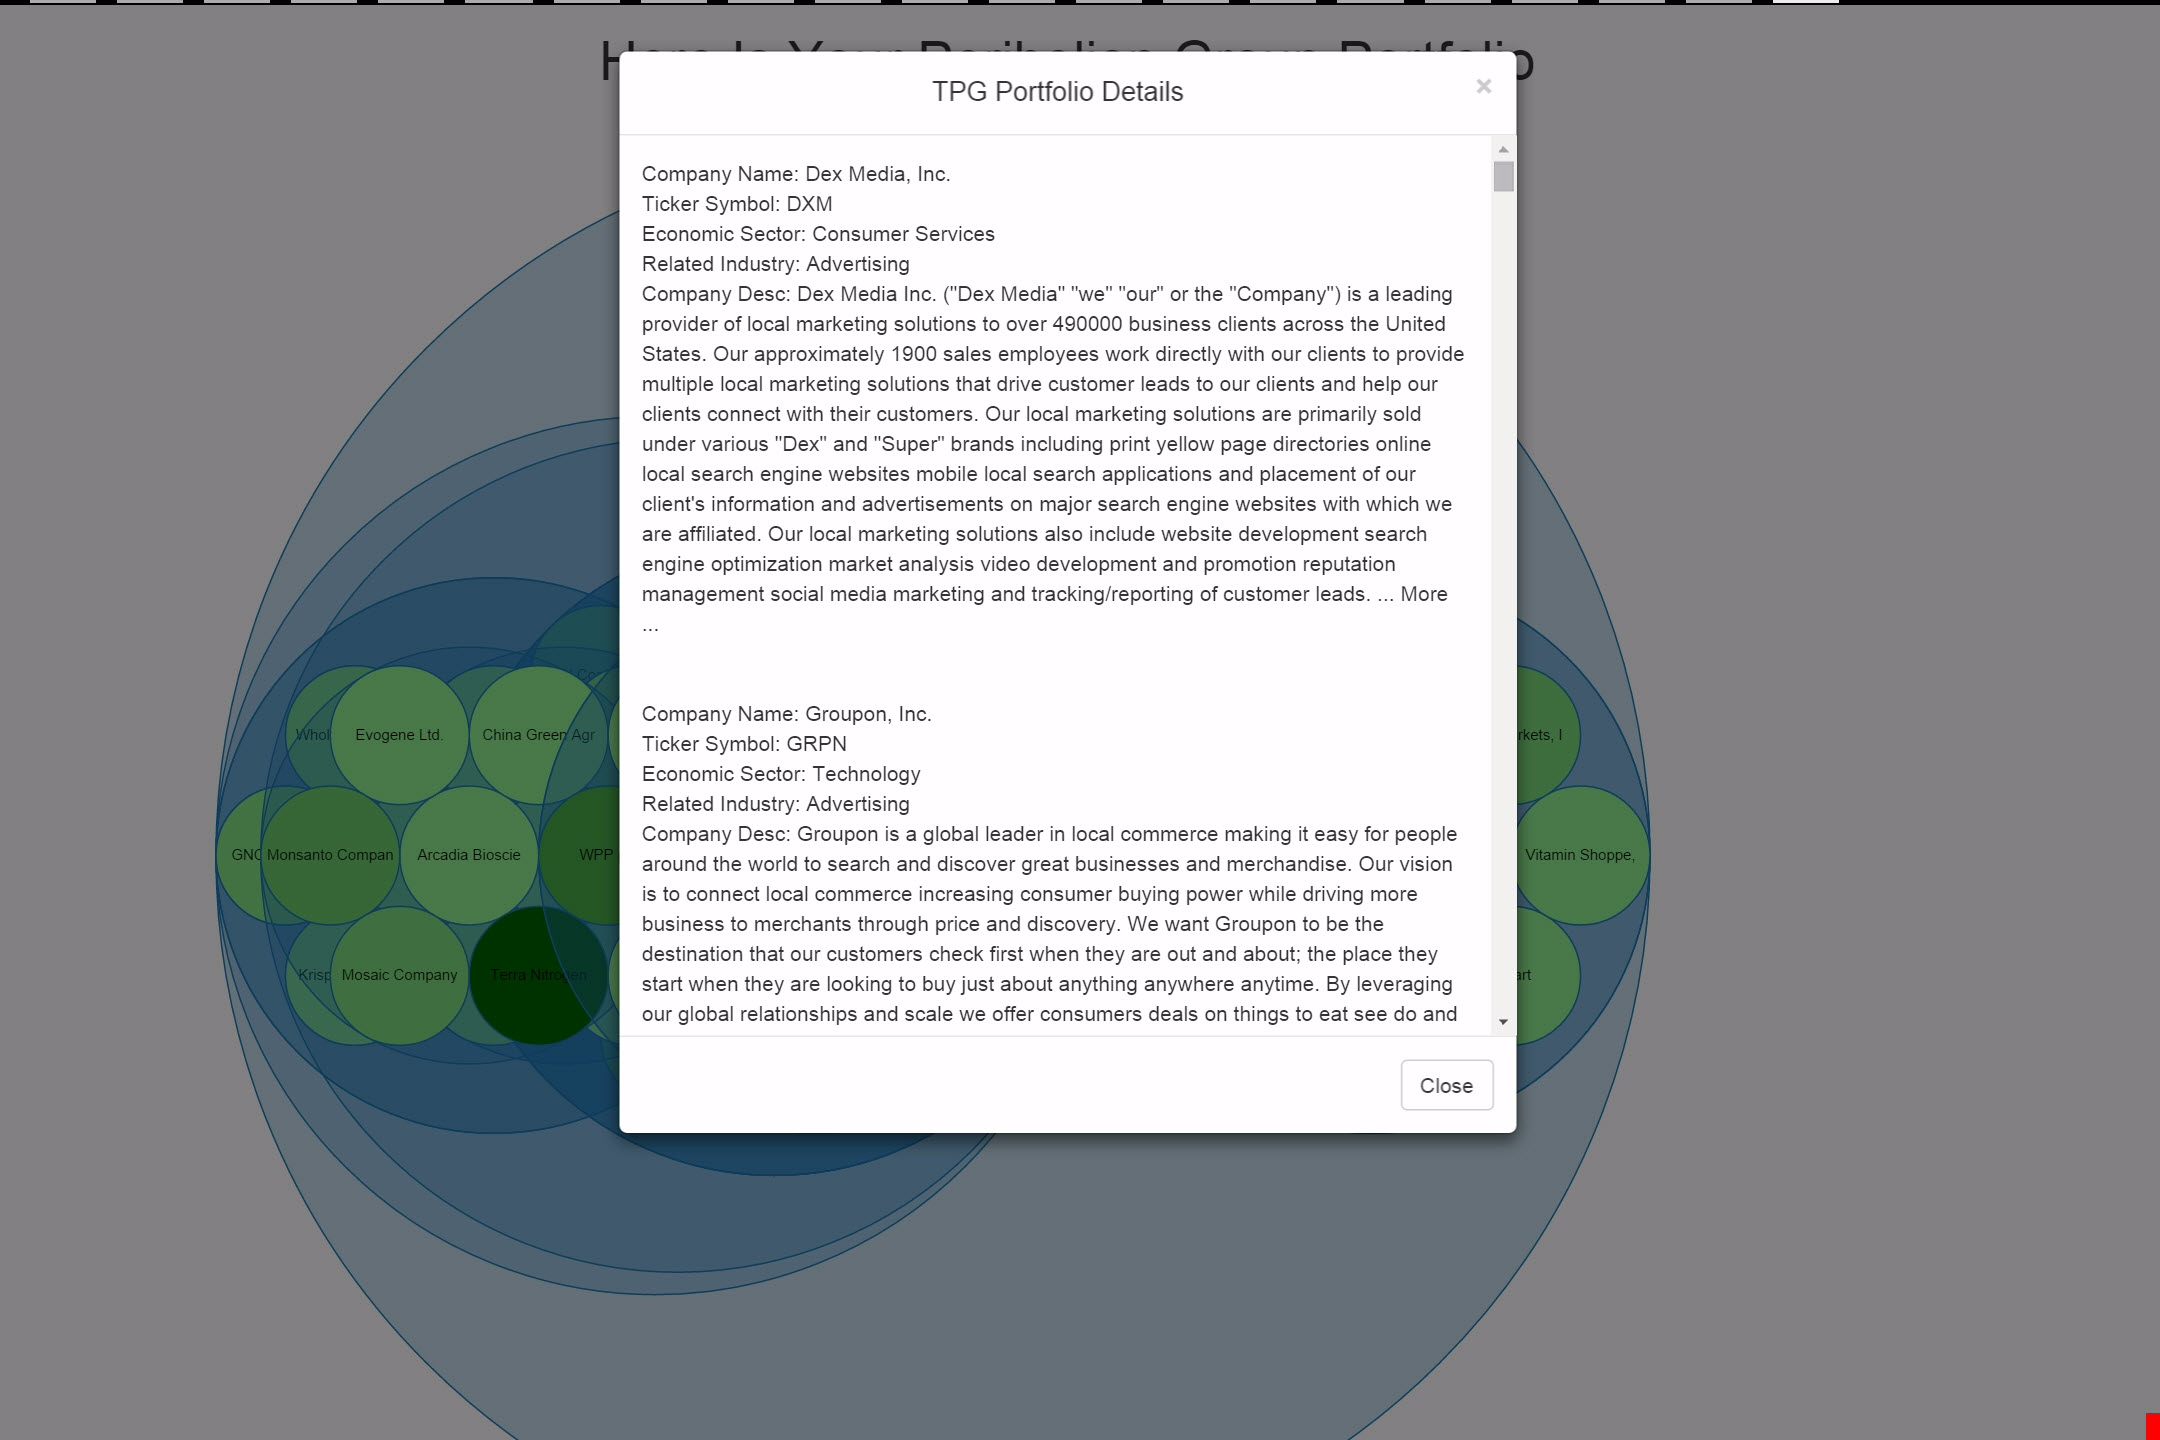 TPG Portfolio Details
×
Company Name: Dex Media, Inc.
Ticker Symbol: DXM
Economic Sector: Consumer Services
Related Industry: Advertising
Company Desc: Dex Media Inc. ("Dex Media" "we" "our" or the "Company") is a leading
provider of local marketing solutions to over 490000 business clients across the United
States. Our approximately 1900 sales employees work directly with our clients to provide
multiple local marketing solutions that drive customer leads to our clients and help our
clients connect with their customers. Our local marketing solutions are primarily sold
under various "Dex" and "Super" brands including print yellow page directories online
local search engine websites mobile local search applications and placement of our
client's information and advertisements on major search engine websites with which we
are affiliated. Our local marketing solutions also include website development search
engine optimization market analysis video development and promotion reputation
management social media marketing and tracking/reporting of customer leads. ... More
...
Company Name: Groupon, Inc.
Ticker Symbol: GRPN
Economic Sector: Technology
Related Industry: Advertising
Company Desc: Groupon is a global leader in local commerce making it easy for people
around the world to search and discover great businesses and merchandise. Our vision
is to connect local commerce increasing consumer buying power while driving more
business to merchants through price and discovery. We want Groupon to be the
destination that our customers check first when they are out and about; the place they
start when they are looking to buy just about anything anywhere anytime. By leveraging
our global relationships and scale we offer consumers deals on things to eat see do and
Close
Whol
Evogene Ltd.
China Green Agr
rkets, I
GNC
Monsanto Compan
Arcadia Bioscie
WPP
Vitamin Shoppe,
Krisp
Mosaic Company
Terra Nitrogen
art